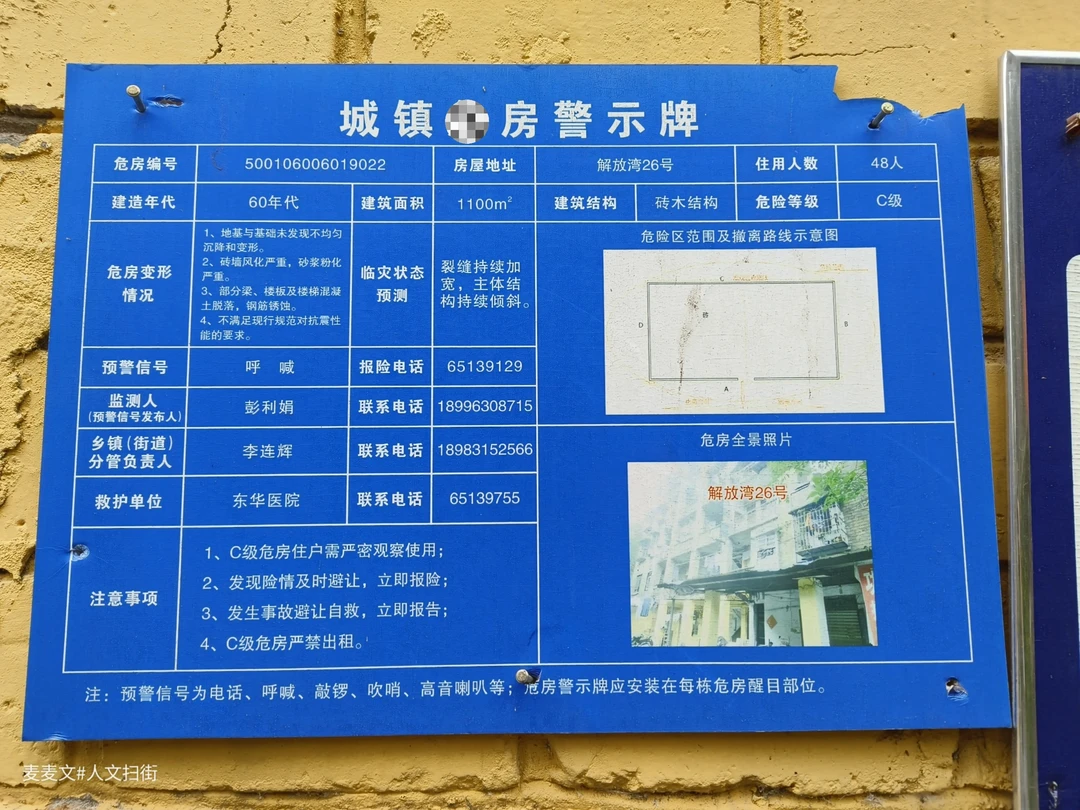 城镇 房警示牌
危房编号 500106006019022 房屋地址 解放湾26号 住用人数 48人
建造年代 60年代 建筑面积 1100m² 建筑结构 砖木结构 危险等级 C级
危房变形
情况
1、地基与基础未发现不均匀
沉降和变形。
2、砖墙风化严重，砂浆粉化
严重。
3、部分梁、楼板及楼梯混凝
土脱落，钢筋锈蚀。
4、不满足现行规范对抗震性
能的要求。
临灾状态
预测
裂缝持续加
宽，主体结
构持续倾斜。
危险区范围及撤离路线示意图
C
D
B
A
预警信号 呼 喊 报险电话 65139129
监测人
(预警信号发布人)
彭利娟 联系电话 18996308715
乡镇(街道)
分管负责人
李连辉 联系电话 18983152566
救护单位 东华医院 联系电话 65139755
危房全景照片
解放湾26号
注意事项
1、C级危房住户需严密观察使用；
2、发现险情及时避让，立即报险；
3、发生事故避让自救，立即报告；
4、C级危房严禁出租。
注：预警信号为电话、呼喊、敲锣、吹哨、高音喇叭等；危房警示牌应安装在每栋危房醒目部位。
麦麦文#人文扫街